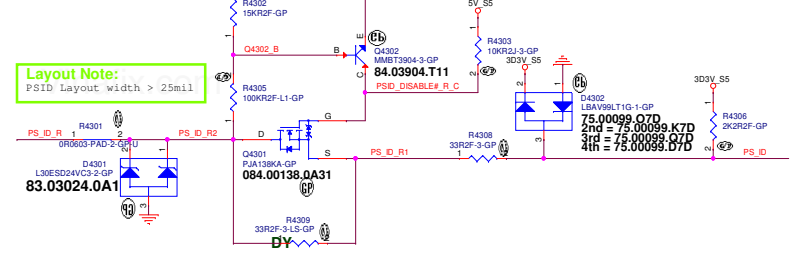 R4302
15KR2F-GP
5V_S5
Q4302_B
B
E
C
Q4302
MMBT3904-3-GP
84.03904.T11
PSID_DISABLE#_R_C
R4303
10KR2J-3-GP
3D3V_S5
Layout Note:
PSID Layout width > 25mil
R4305
100KR2F-L1-GP
D4302
LBAV99LT1G-1-GP
75.00099.O7D
2nd = 75.00099.K7D
3rd = 75.00099.Q7D
4th = 75.00099.D7D
3D3V_S5
R4306
2K2R2F-GP
PS_ID_R
1
R4301
2
0R0603-PAD-2-GP-U
PS_ID_R2
D
G
S
Q4301
PJA138KA-GP
084.00138.0A31
PS_ID_R1
R4308
33R2F-3-GP
PS_ID
D4301
L30ESD24VC3-2-GP
83.03024.0A1
R4309
33R2F-3-LS-GP
DY